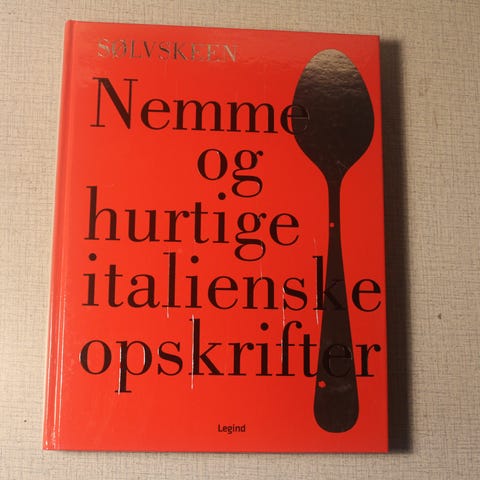 SØLVSKEEN
Nemme
og
hurtige
italienske
opskrifter
Legind